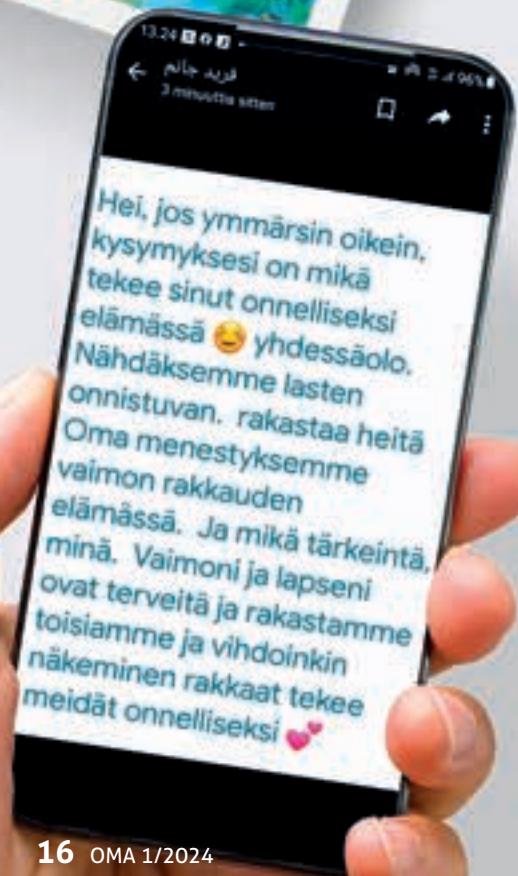 13.24
96%
فريد جانم
3 minuuttia sitten
Hei, jos ymmärsin oikein,
kysymyksesi on mikä
tekee sinut onnelliseksi
elämässä 😊 yhdessäolo.
Nähdäksemme lasten
onnistuvan. rakastaa heitä
Oma menestyksemme
vaimon rakkauden
elämässä. Ja mikä tärkeintä,
minä. Vaimoni ja lapseni
ovat terveitä ja rakastamme
toisiamme ja vihdoinkin
näkeminen rakkaat tekee
meidät onnelliseksi 💕
16 OMA 1/2024